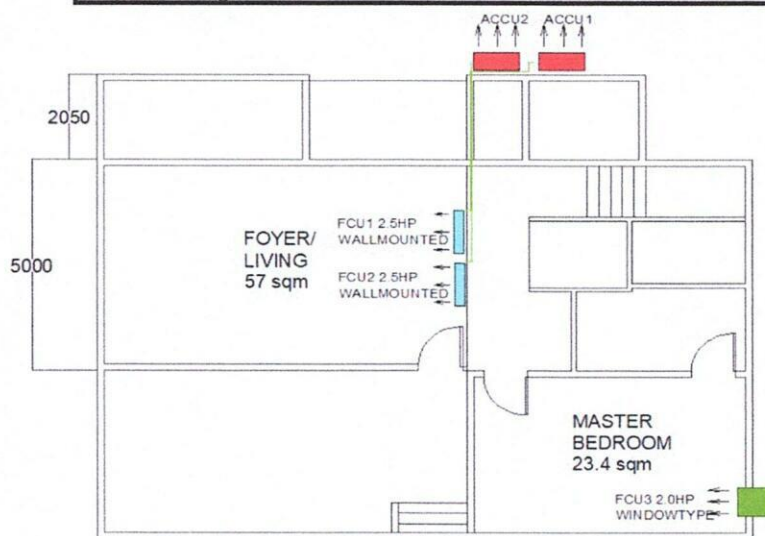 ACCU2 ACCU1
2050
5000
FOYER/
LIVING
57 sqm
FCU1 2.5HP
WALLMOUNTED
FCU2 2.5HP
WALLMOUNTED
MASTER
BEDROOM
23.4 sqm
FCU3 2.0HP
WINDOWTYPE